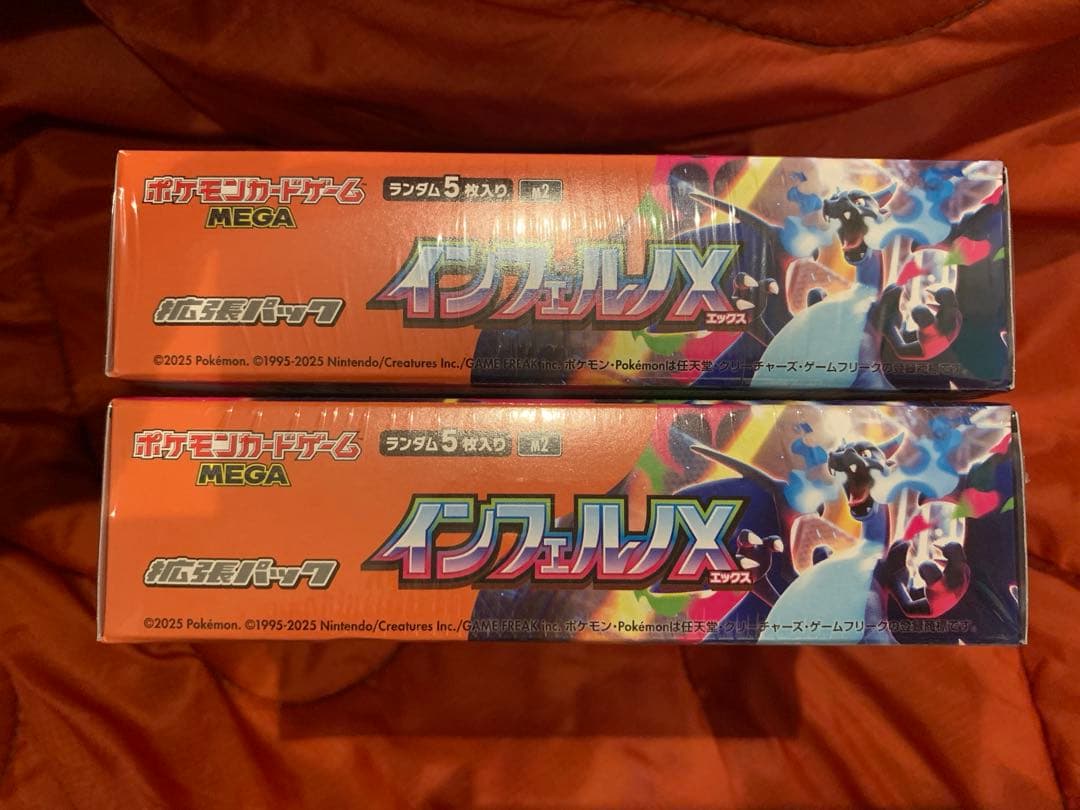 ポケモンカードゲーム
MEGA
ランダム5枚入り
M2
インフェルノX
エックス
拡張パック
©2025 Pokémon. ©1995-2025 Nintendo/Creatures Inc./GAME FREAK inc. ポケモン・Pokémonは任天堂・クリーチャーズ・ゲームフリークの登録商標です。
ポケモンカードゲーム
MEGA
ランダム5枚入り
M2
インフェルノX
エックス
拡張パック
©2025 Pokémon. ©1995-2025 Nintendo/Creatures Inc./GAME FREAK inc. ポケモン・Pokémonは任天堂・クリーチャーズ・ゲームフリークの登録商標です。